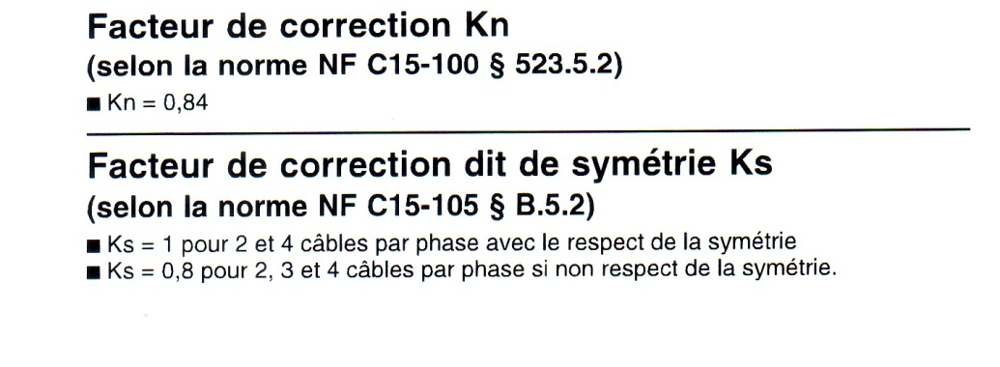 Facteur de correction Kn
(selon la norme NF C15-100 § 523.5.2)
■ Kn = 0,84
Facteur de correction dit de symétrie Ks
(selon la norme NF C15-105 § B.5.2)
■ Ks = 1 pour 2 et 4 câbles par phase avec le respect de la symétrie
■ Ks = 0,8 pour 2, 3 et 4 câbles par phase si non respect de la symétrie.